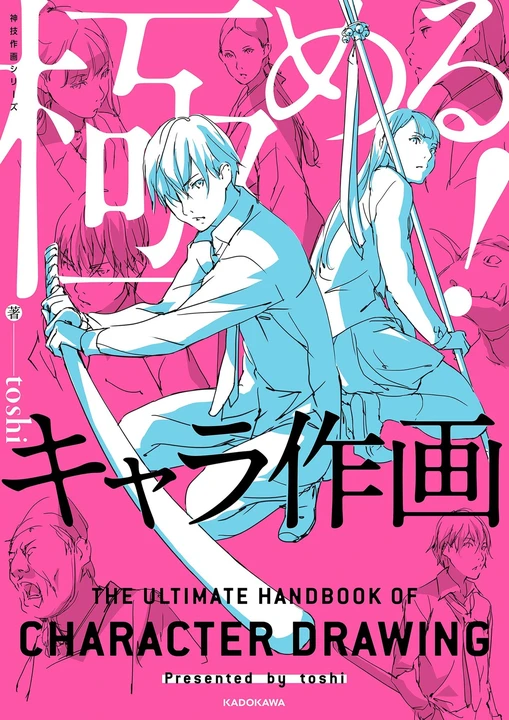 神技作画シリーズ
極める!
著 toshi
キャラ作画
THE ULTIMATE HANDBOOK OF
CHARACTER DRAWING
Presented by toshi
KADOKAWA